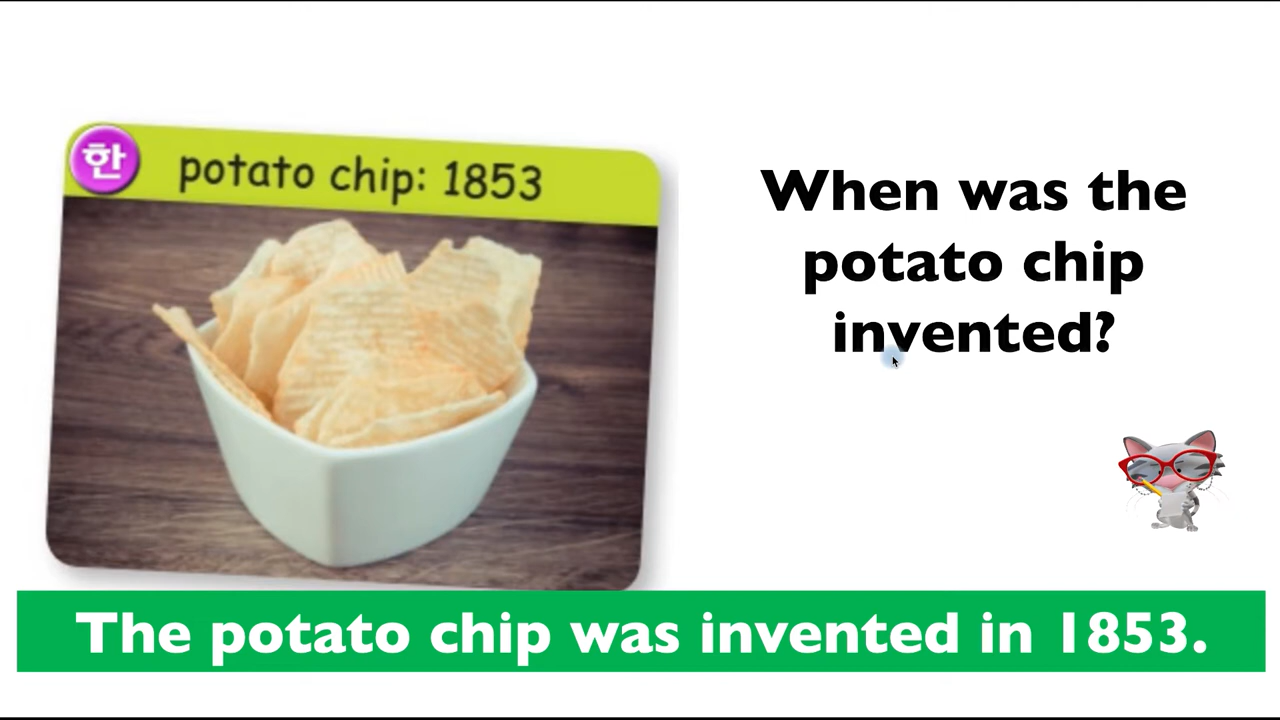 한
potato chip: 1853
When was the
potato chip
invented?
The potato chip was invented in 1853.